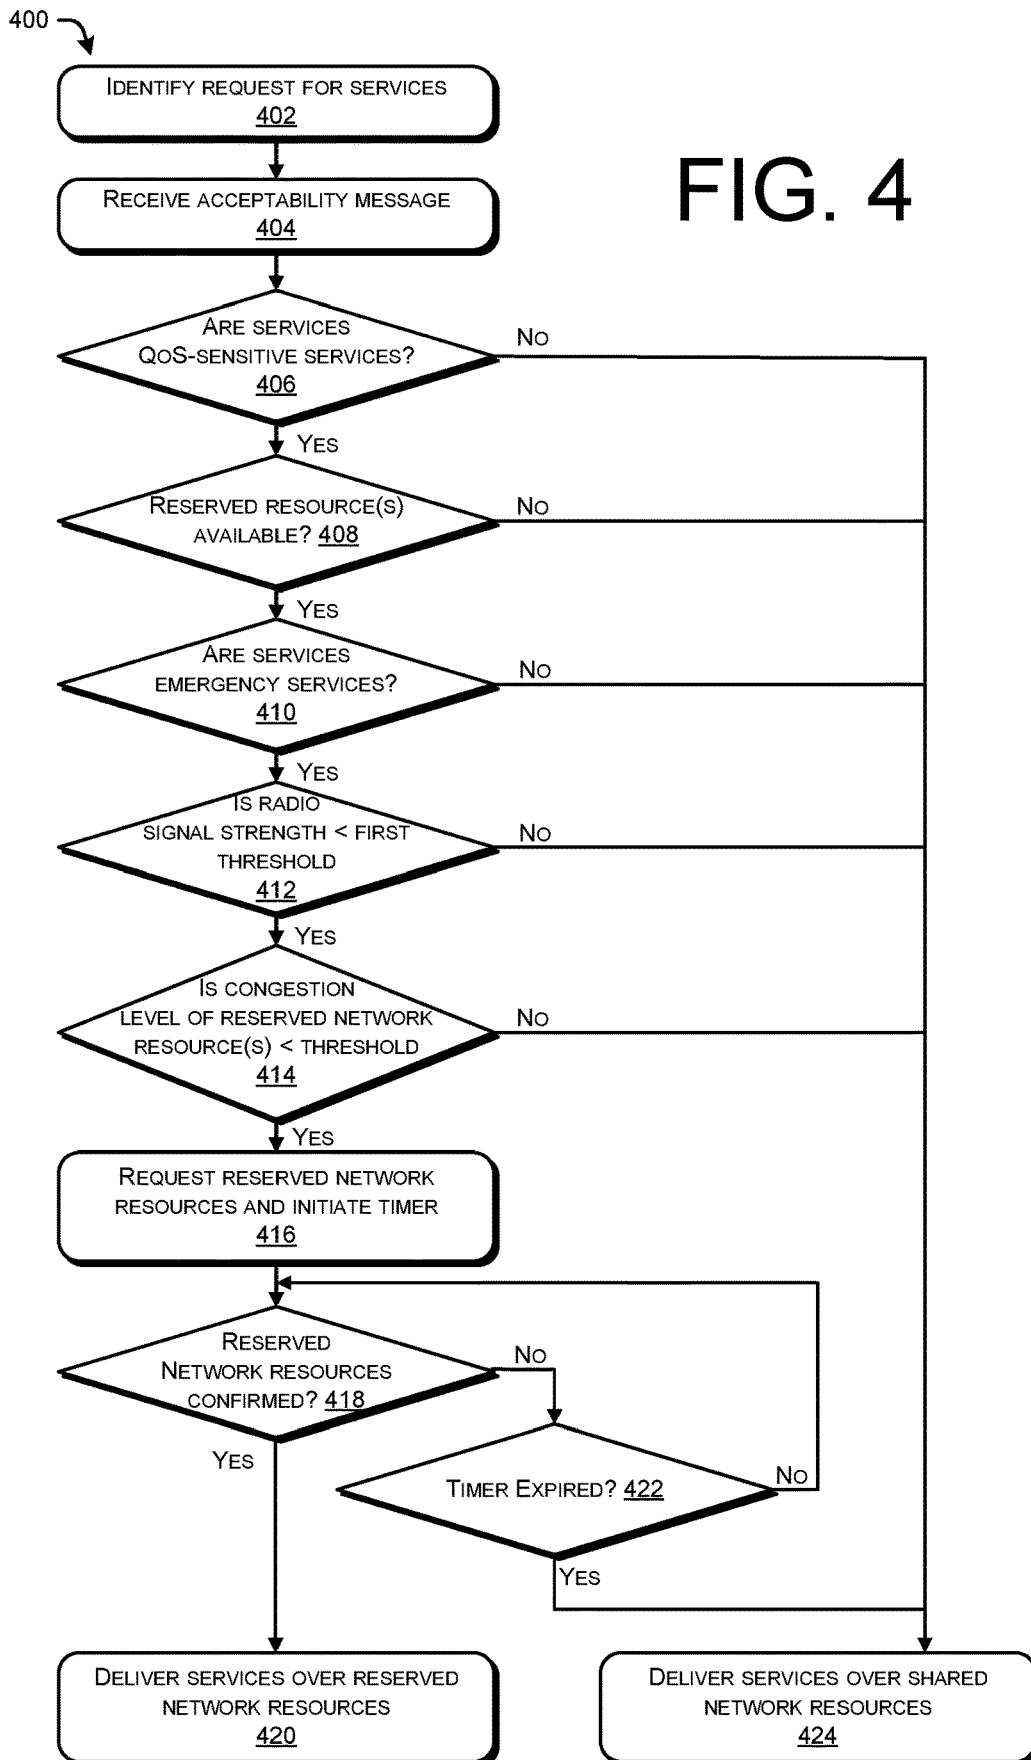 400
IDENTIFY REQUEST FOR SERVICES
402
RECEIVE ACCEPTABILITY MESSAGE
404
FIG. 4
ARE SERVICES
QOS-SENSITIVE SERVICES?
406
NO
YES
RESERVED RESOURCE(S)
AVAILABLE? 408
NO
YES
ARE SERVICES
EMERGENCY SERVICES?
410
NO
YES
IS RADIO
SIGNAL STRENGTH < FIRST
THRESHOLD
412
NO
YES
IS CONGESTION
LEVEL OF RESERVED NETWORK
RESOURCE(S) < THRESHOLD
414
NO
YES
REQUEST RESERVED NETWORK
RESOURCES AND INITIATE TIMER
416
RESERVED
NETWORK RESOURCES
CONFIRMED? 418
NO
YES
TIMER EXPIRED? 422
NO
YES
DELIVER SERVICES OVER RESERVED
NETWORK RESOURCES
420
DELIVER SERVICES OVER SHARED
NETWORK RESOURCES
424